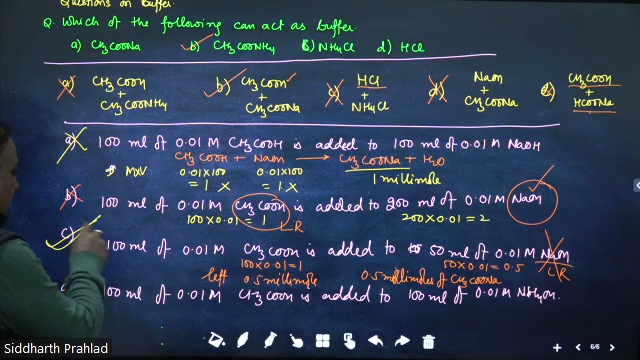 Questions on Buffer.
Q. Which of the following can act as buffer.
a) CH3COONa b) CH3COONH4 c) NH4Cl d) HCl
a) CH3COOH + CH3COONH4 b) CH3COOH + CH3COONa c) HCl + NH4Cl d) NaOH + CH3COONa e) CH3COOH + HCOONa
a) 100 ml of 0.01 M CH3COOH is added to 100 ml of 0.01 M NaOH
CH3COOH + NaOH → CH3COONa + H2O
MXV 0.01x100 0.01x100 1 millimole
= 1 X = 1 X
b) 100 ml of 0.01 M CH3COOH is added to 200 ml of 0.01 M NaOH
100 x 0.01 = 1 LR 200 x 0.01 = 2
c) 100 ml of 0.01 M CH3COOH is added to 50 ml of 0.01 M NaOH
100 x 0.01 = 1 50 x 0.01 = 0.5 LR
left 0.5 millimole 0.5 millimoles of CH3COONa
100 ml of 0.01 M CH3COOH is added to 100 ml of 0.01 M NH4OH.
6/6
Siddharth Prahlad